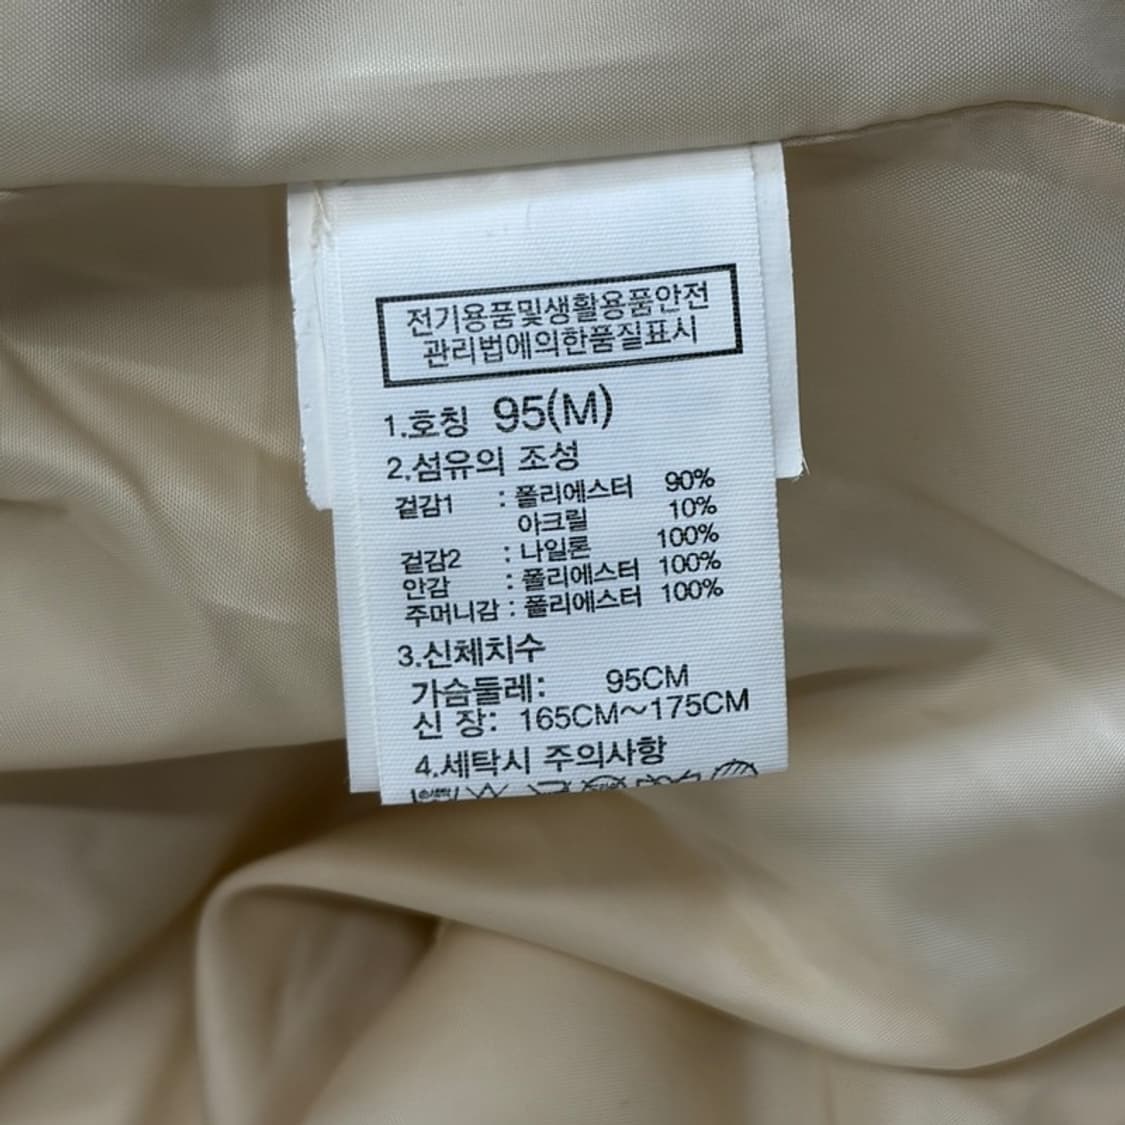 전기용품및생활용품안전
관리법에의한품질표시
1.호칭 95(M)
2.섬유의 조성
겉감1 : 폴리에스터 90%
아크릴 10%
겉감2 : 나일론 100%
안감 : 폴리에스터 100%
주머니감 : 폴리에스터 100%
3.신체치수
가슴둘레: 95CM
신 장: 165CM~175CM
4.세탁시 주의사항